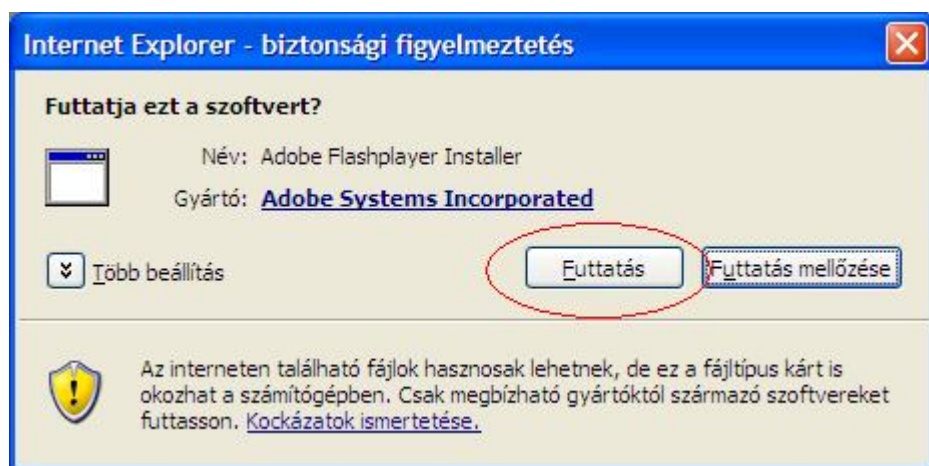 Internet Explorer - biztonsági figyelmeztetés
Futtatja ezt a szoftvert?
Név: Adobe Flashplayer Installer
Gyártó: Adobe Systems Incorporated
Több beállítás
Futtatás
Futtatás mellőzése
Az interneten található fájlok hasznosak lehetnek, de ez a fájltípus kárt is
okozhat a számítógépben. Csak megbízható gyártóktól származó szoftvereket
futtasson. Kockázatok ismertetése.